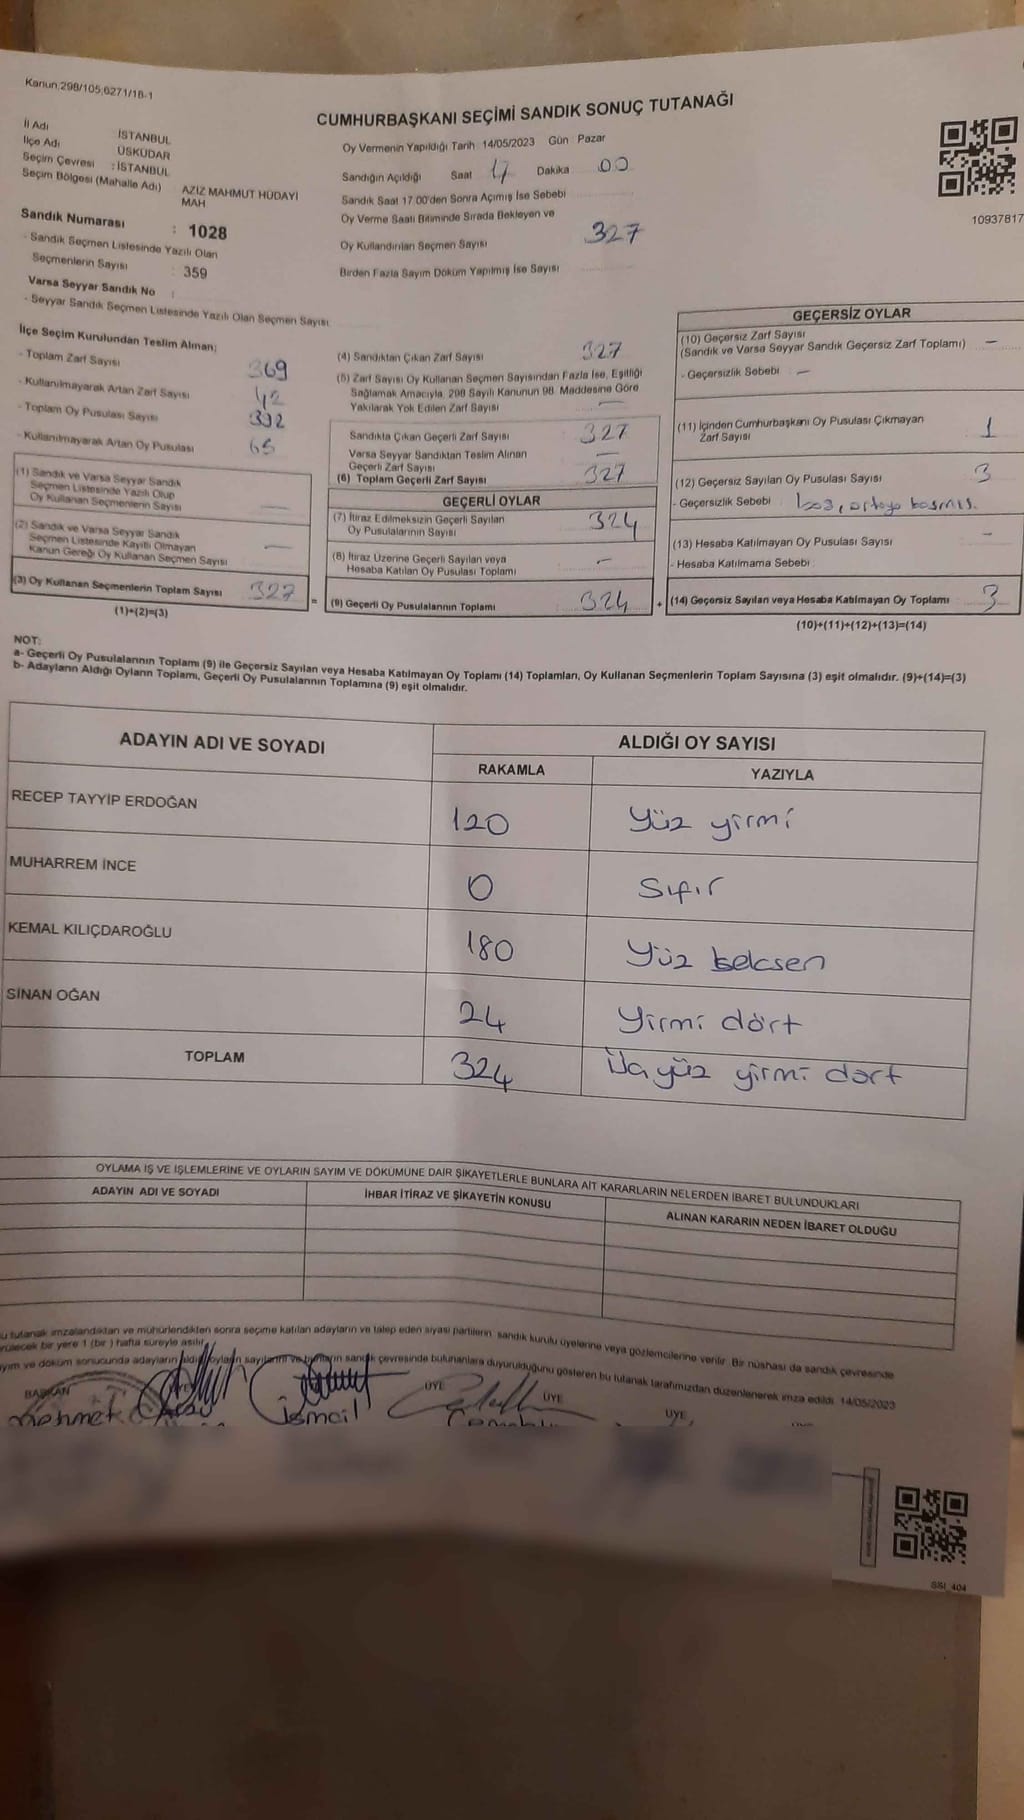 Kanun;298/105;6271/18-1
CUMHURBAŞKANI SEÇİMİ SANDIK SONUÇ TUTANAĞI
İl Adı İSTANBUL
İlçe Adı ÜSKÜDAR
Seçim Çevresi : İSTANBUL
Seçim Bölgesi (Mahalle Adı) AZİZ MAHMUT HÜDAYİ MAH
Sandık Numarası : 1028
- Sandık Seçmen Listesinde Yazılı Olan
Seçmenlerin Sayısı : 359
Varsa Seyyar Sandık No :
- Seyyar Sandık Seçmen Listesinde Yazılı Olan Seçmen Sayısı
Oy Vermenin Yapıldığı Tarih 14/05/2023 Gün Pazar
Sandığın Açıldığı Saat 17 Dakika 00
Sandık Saat 17:00'den Sonra Açımış İse Sebebi
Oy Verme Saati Bitiminde Sırada Bekleyen ve
Oy Kullandırılan Seçmen Sayısı 327
Birden Fazla Sayım Döküm Yapılmış İse Sayısı
10937817
İlçe Seçim Kurulundan Teslim Alınan;
- Toplam Zarf Sayısı 369
- Kullanılmayarak Artan Zarf Sayısı 42
- Toplam Oy Pusulası Sayısı 392
- Kullanılmayarak Artan Oy Pusulası 65
(1) Sandık ve Varsa Seyyar Sandık
Seçmen Listesinde Yazılı Olup
Oy Kullanan Seçmenlerin Sayısı —
(2) Sandık ve Varsa Seyyar Sandık
Seçmen Listesinde Kayıtlı Olmayan
Kanun Gereği Oy Kullanan Seçmen Sayısı —
(3) Oy Kullanan Seçmenlerin Toplam Sayısı 327
(1)+(2)=(3)
(4) Sandıktan Çıkan Zarf Sayısı 327
(5) Zarf Sayısı Oy Kullanan Seçmen Sayısından Fazla İse, Eşitliği
Sağlamak Amacıyla, 298 Sayılı Kanunun 98. Maddesine Göre
Yakılarak Yok Edilen Zarf Sayısı —
Sandıkta Çıkan Geçerli Zarf Sayısı 327
Varsa Seyyar Sandıktan Teslim Alınan
Geçerli Zarf Sayısı —
(6) Toplam Geçerli Zarf Sayısı 327
GEÇERLİ OYLAR
(7) İtiraz Edilmeksizin Geçerli Sayılan
Oy Pusulalarının Sayısı 324
(8) İtiraz Üzerine Geçerli Sayılan veya
Hesaba Katılan Oy Pusulası Toplamı —
= (9) Geçerli Oy Pusulalarının Toplamı 324
GEÇERSİZ OYLAR
(10) Geçersiz Zarf Sayısı
(Sandık ve Varsa Seyyar Sandık Geçersiz Zarf Toplamı) —
- Geçersizlik Sebebi : —
(11) İçinden Cumhurbaşkanı Oy Pusulası Çıkmayan
Zarf Sayısı 1
(12) Geçersiz Sayılan Oy Pusulası Sayısı 3
- Geçersizlik Sebebi : boş, ortaya basmış.
(13) Hesaba Katılmayan Oy Pusulası Sayısı —
- Hesaba Katılmama Sebebi :
+ (14) Geçersiz Sayılan veya Hesaba Katılmayan Oy Toplamı 3
(10)+(11)+(12)+(13)=(14)
NOT:
a- Geçerli Oy Pusulalarının Toplamı (9) ile Geçersiz Sayılan veya Hesaba Katılmayan Oy Toplamı (14) Toplamları, Oy Kullanan Seçmenlerin Toplam Sayısına (3) eşit olmalıdır. (9)+(14)=(3)
b- Adayların Aldığı Oyların Toplamı, Geçerli Oy Pusulalarının Toplamına (9) eşit olmalıdır.
ADAYIN ADI VE SOYADI ALDIĞI OY SAYISI
RAKAMLA YAZIYLA
RECEP TAYYİP ERDOĞAN 120 Yüz yirmi
MUHARREM İNCE 0 Sıfır
KEMAL KILIÇDAROĞLU 180 Yüz seksen
SİNAN OĞAN 24 Yirmi dört
TOPLAM 324 Üçyüz yirmi dört
OYLAMA İŞ VE İŞLEMLERİNE VE OYLARIN SAYIM VE DÖKÜMÜNE DAİR ŞİKAYETLERLE BUNLARA AİT KARARLARIN NELERDEN İBARET BULUNDUKLARI
ADAYIN ADI VE SOYADI İHBAR İTİRAZ VE ŞİKAYETİN KONUSU ALINAN KARARIN NEDEN İBARET OLDUĞU
tutanak imzalandıktan ve mühürlendikten sonra seçime katılan adayların ve talep eden siyasi partilerin sandık kurulu üyelerine veya gözlemcilerine verilir. Bir nüshası da sandık çevresinde
bir yere 1 (bir) hafta süreyle asılır.
ve döküm sonucunda adayların aldığı oyların sayılarını ve sandık çevresinde bulunanlara duyurulduğunu gösteren bu tutanak tarafımızdan düzenlenerek imza edildi. 14/05/2023
BAŞKAN ÜYE ÜYE ÜYE
Mehmet İsmail
SSİ_404